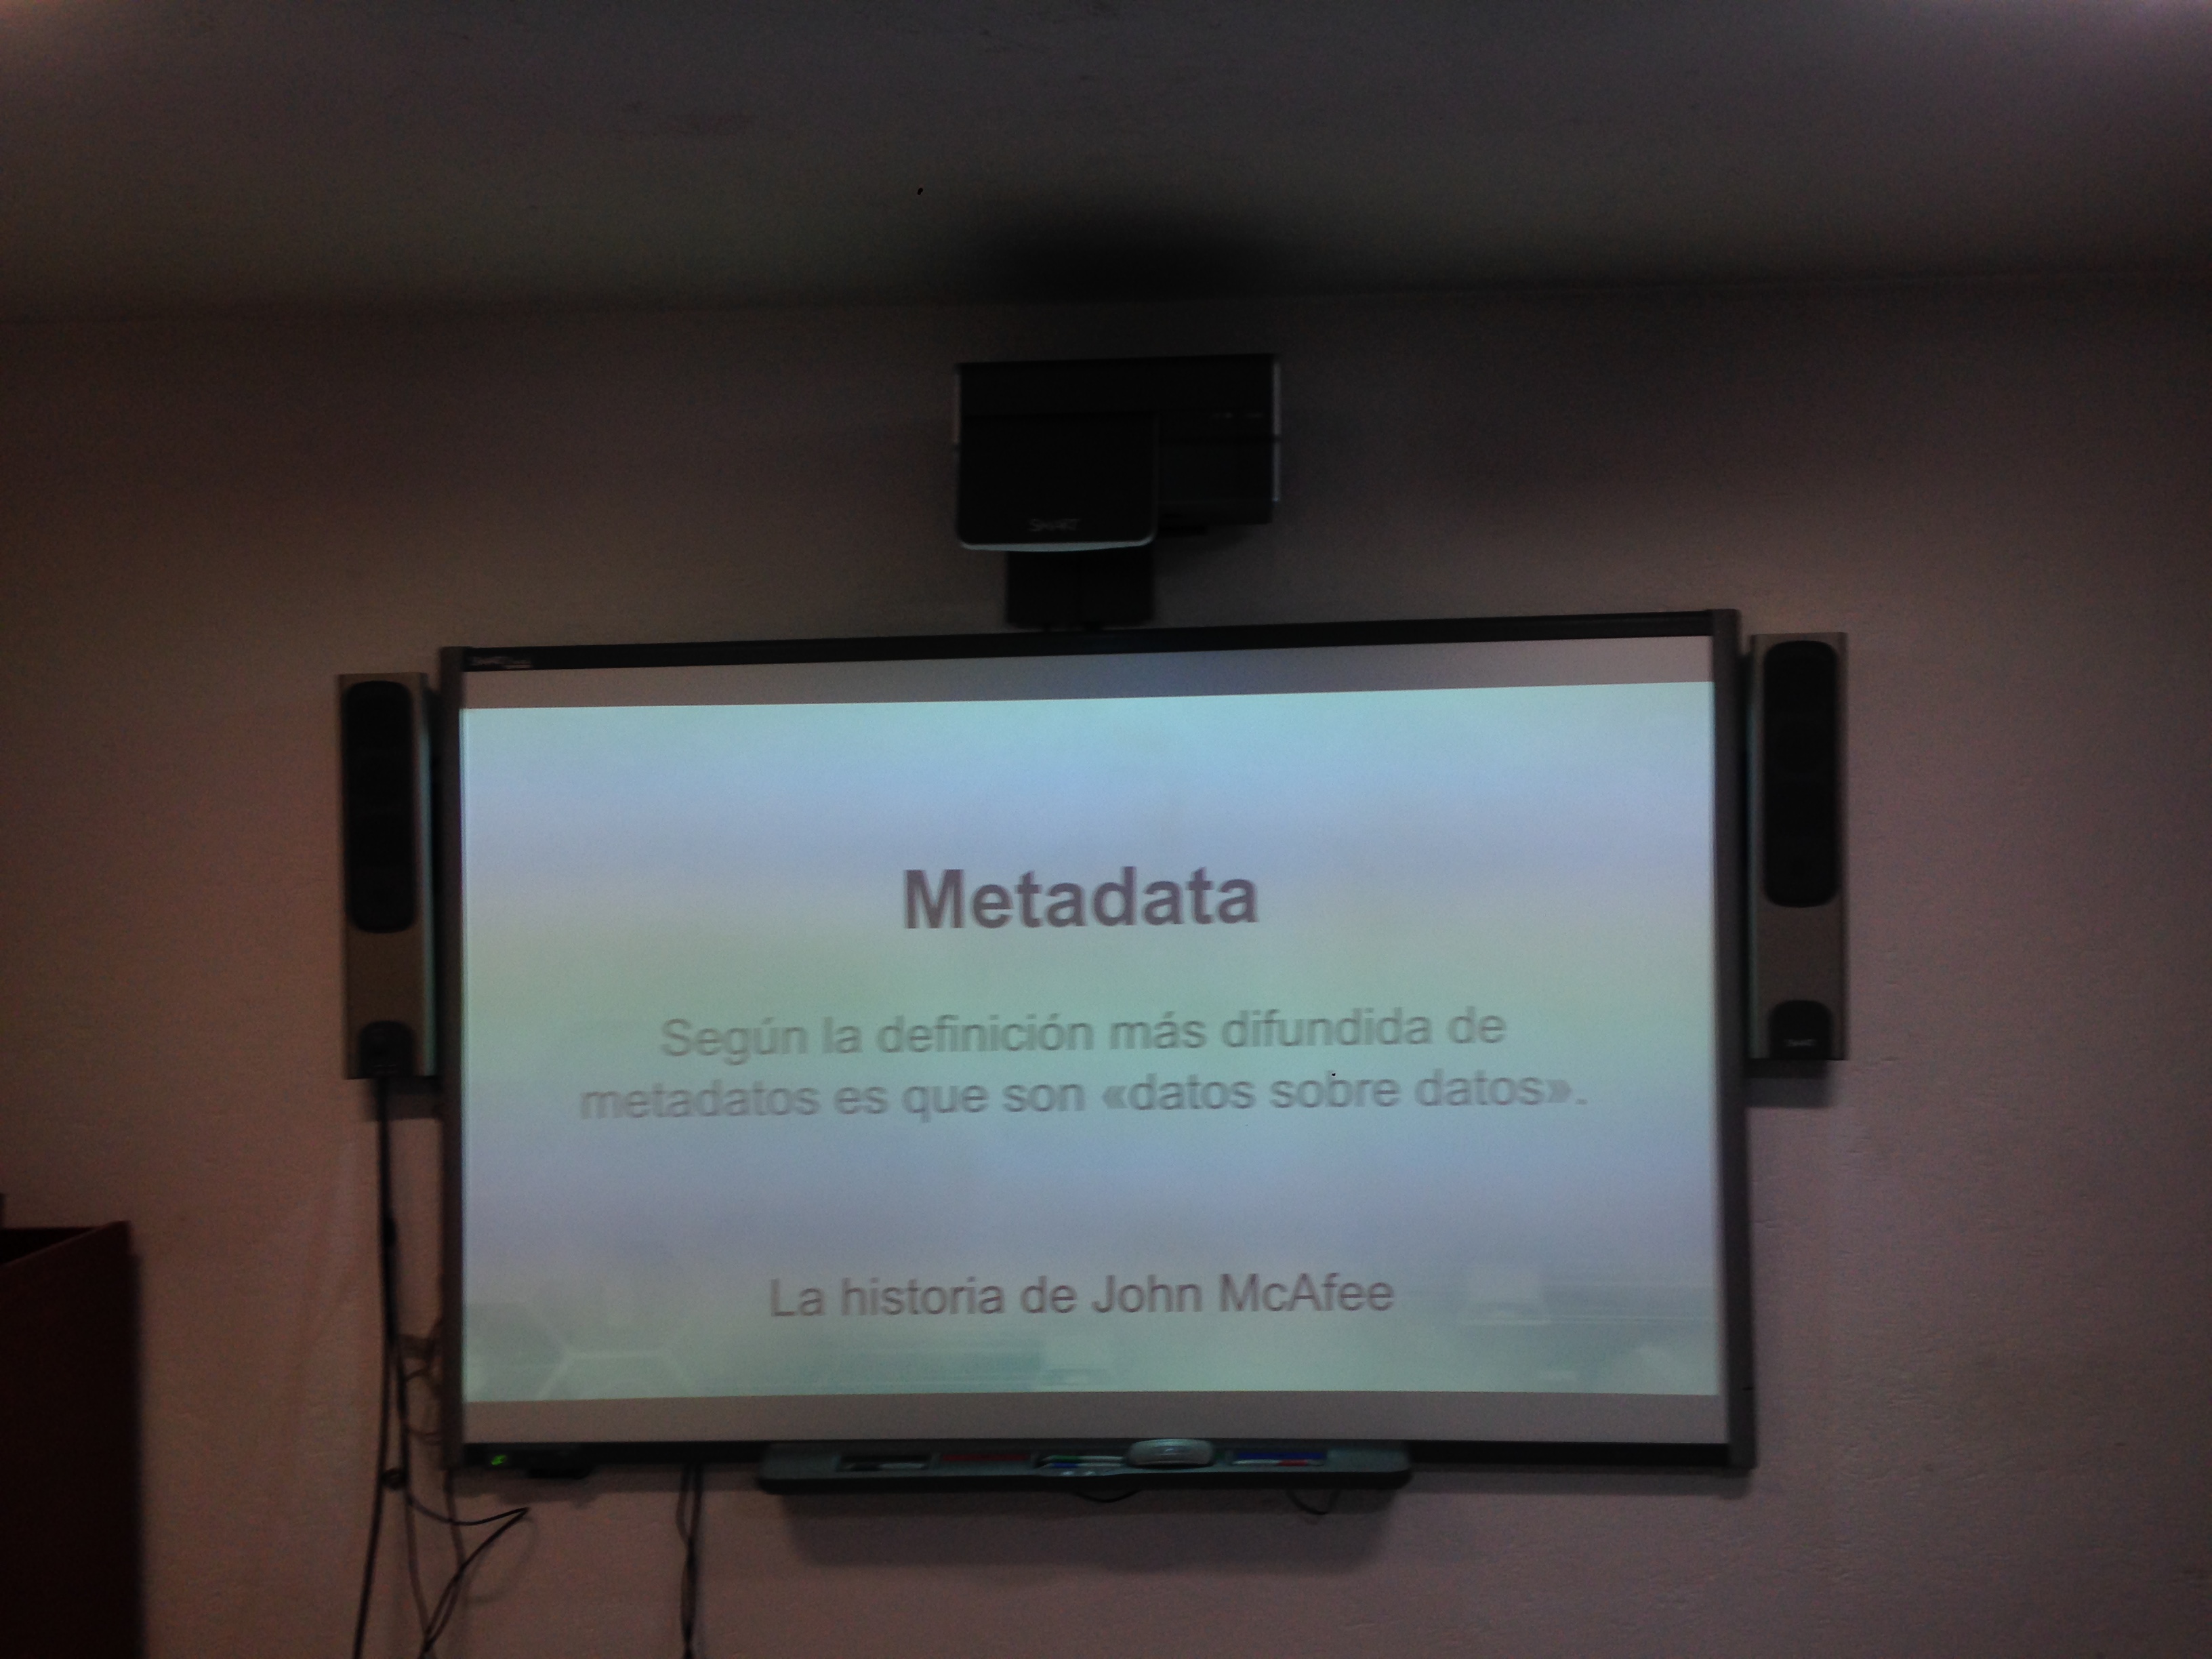 SMART
Metadata
Según la definición más difundida de
metadatos es que son «datos sobre datos».
La historia de John McAfee